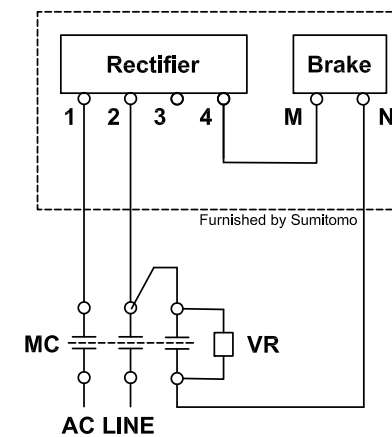 Rectifier Brake
1 2 3 4 M N
Furnished by Sumitomo
MC VR
AC LINE